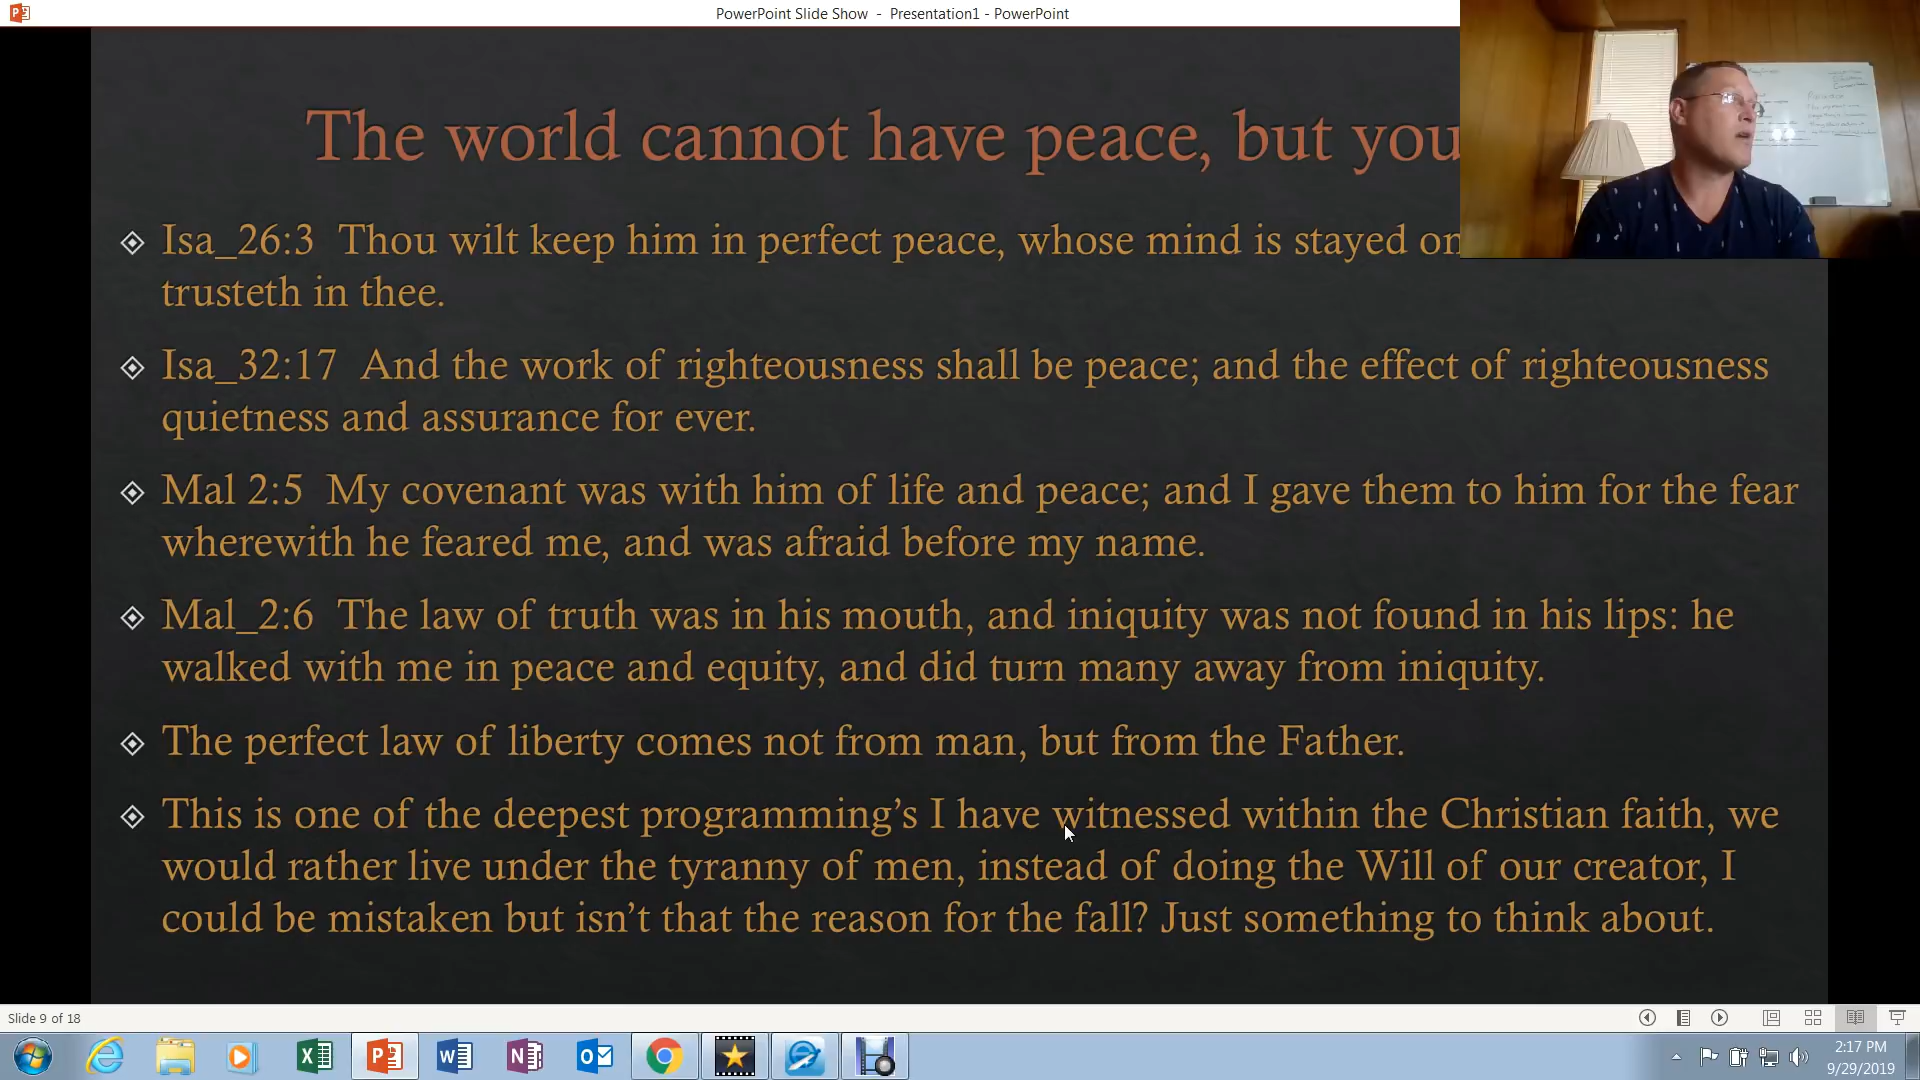 PowerPoint Slide Show - Presentation1 - PowerPoint
The world cannot have peace, but you
Isa_26:3 Thou wilt keep him in perfect peace, whose mind is stayed on
trusteth in thee.
Isa_32:17 And the work of righteousness shall be peace; and the effect of righteousness
quietness and assurance for ever.
Mal 2:5 My covenant was with him of life and peace; and I gave them to him for the fear
wherewith he feared me, and was afraid before my name.
Mal_2:6 The law of truth was in his mouth, and iniquity was not found in his lips: he
walked with me in peace and equity, and did turn many away from iniquity.
The perfect law of liberty comes not from man, but from the Father.
This is one of the deepest programming's I have witnessed within the Christian faith, we
would rather live under the tyranny of men, instead of doing the Will of our creator, I
could be mistaken but isn't that the reason for the fall? Just something to think about.
Slide 9 of 18
2:17 PM
9/29/2019